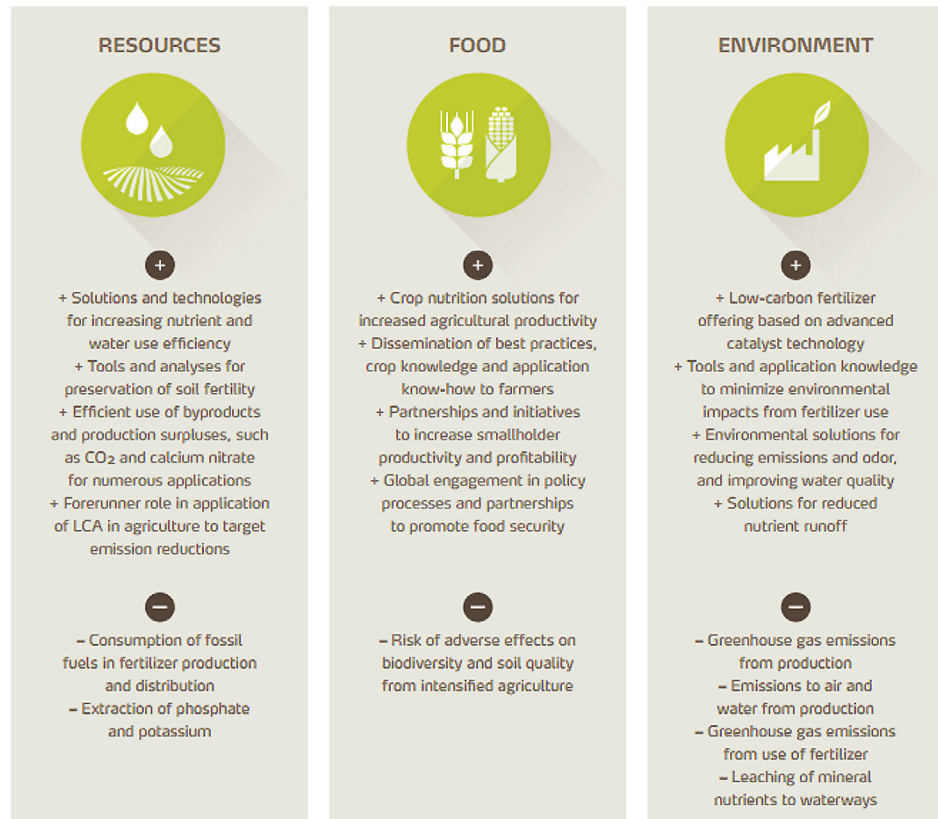 RESOURCES
+
+ Solutions and technologies
for increasing nutrient and
water use efficiency
+ Tools and analyses for
preservation of soil fertility
+ Efficient use of byproducts
and production surpluses, such
as CO₂ and calcium nitrate
for numerous applications
+ Forerunner role in application
of LCA in agriculture to target
emission reductions
–
– Consumption of fossil
fuels in fertilizer production
and distribution
– Extraction of phosphate
and potassium
FOOD
+
+ Crop nutrition solutions for
increased agricultural productivity
+ Dissemination of best practices,
crop knowledge and application
know-how to farmers
+ Partnerships and initiatives
to increase smallholder
productivity and profitability
+ Global engagement in policy
processes and partnerships
to promote food security
–
– Risk of adverse effects on
biodiversity and soil quality
from intensified agriculture
ENVIRONMENT
+
+ Low-carbon fertilizer
offering based on advanced
catalyst technology
+ Tools and application knowledge
to minimize environmental
impacts from fertilizer use
+ Environmental solutions for
reducing emissions and odor,
and improving water quality
+ Solutions for reduced
nutrient runoff
–
– Greenhouse gas emissions
from production
– Emissions to air and
water from production
– Greenhouse gas emissions
from use of fertilizer
– Leaching of mineral
nutrients to waterways